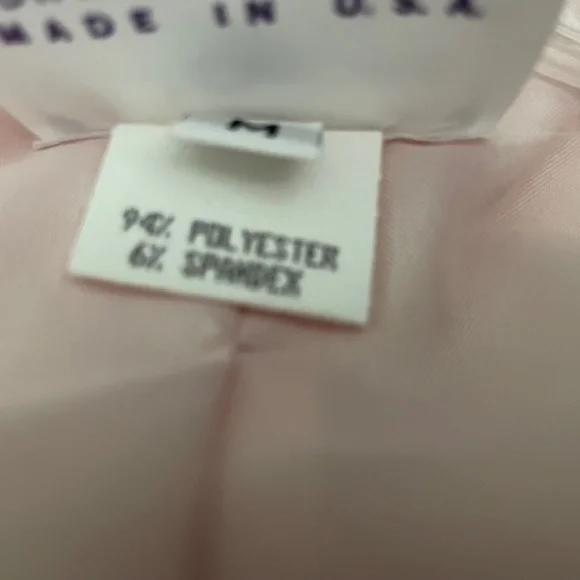 MADE IN U.S.A.
M
94% POLYESTER
6% SPANDEX